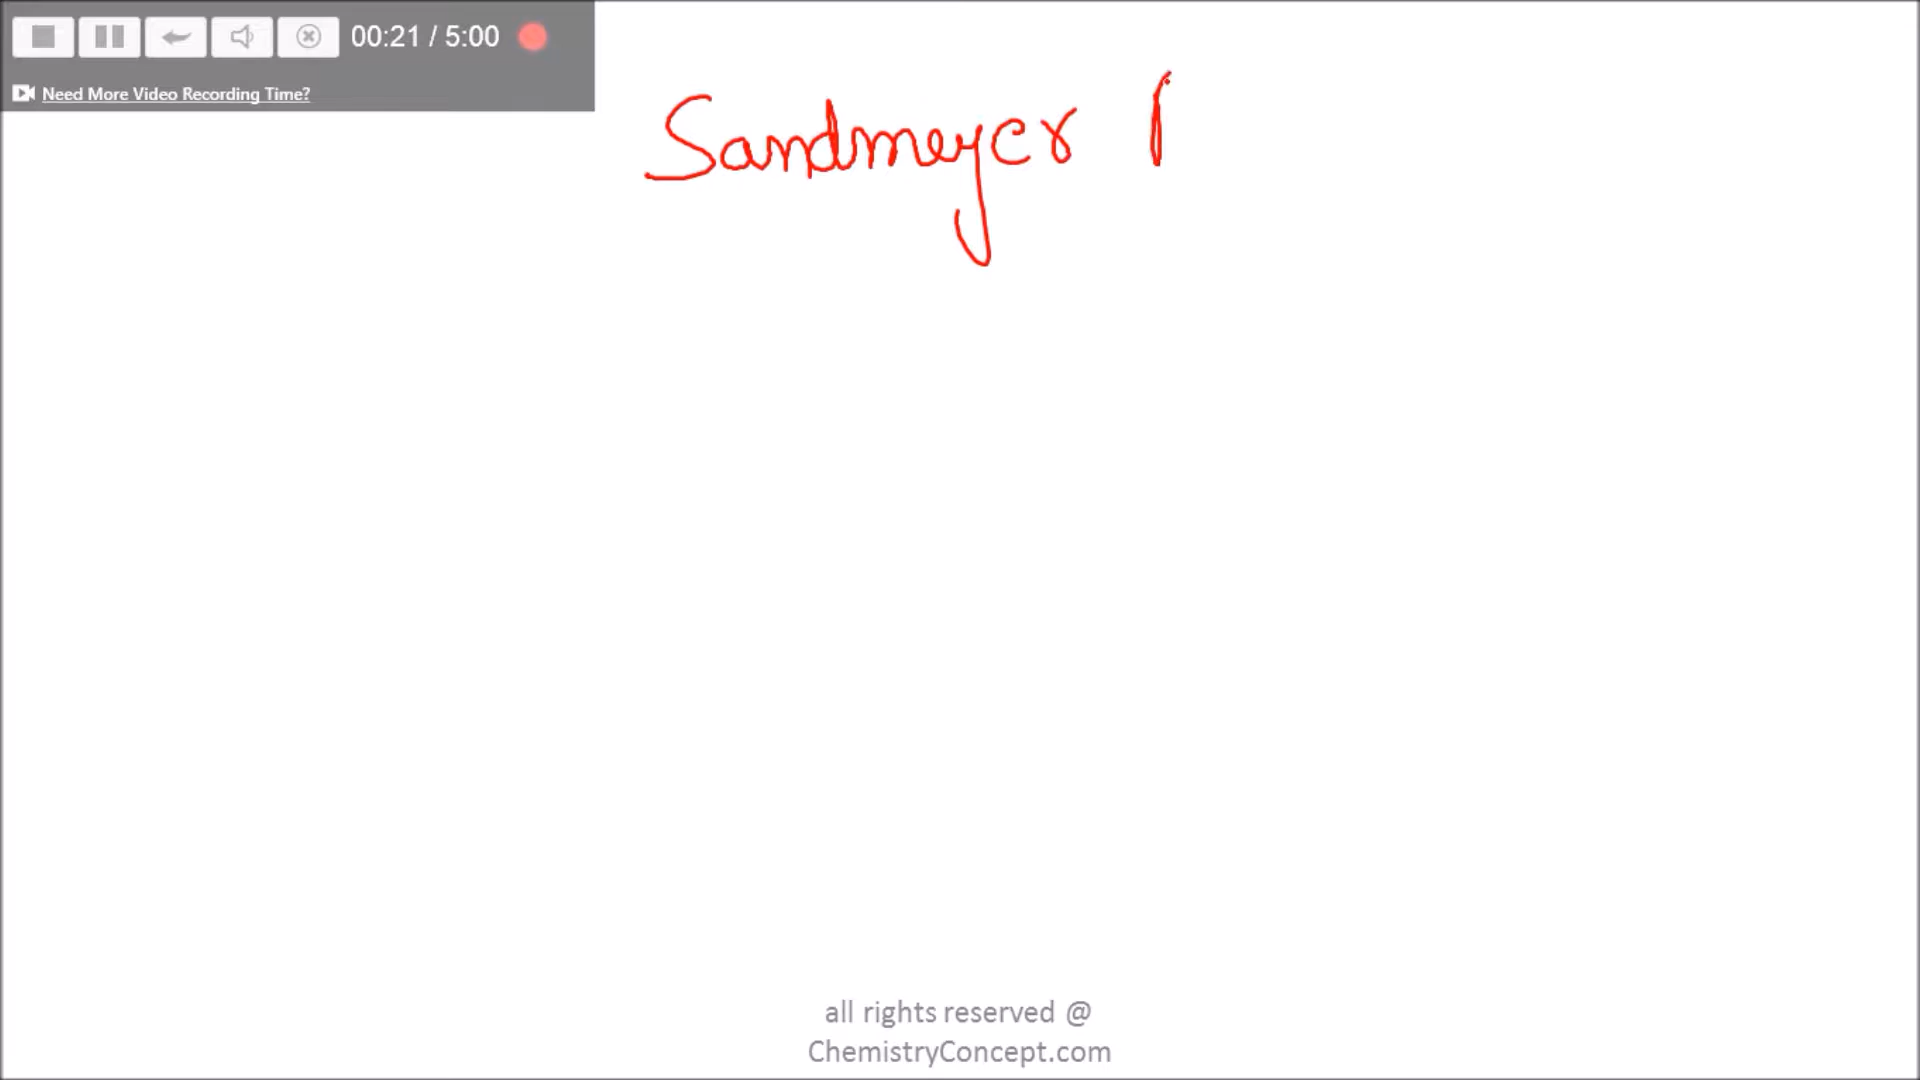 00:21 / 5:00
Need More Video Recording Time?
Sandmeyer
all rights reserved @
ChemistryConcept.com